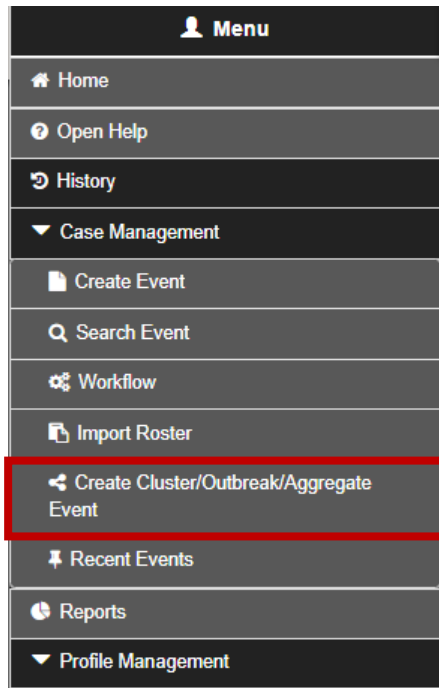 Menu
Home
Open Help
History
Case Management
Create Event
Search Event
Workflow
Import Roster
Create Cluster/Outbreak/Aggregate
Event
Recent Events
Reports
Profile Management